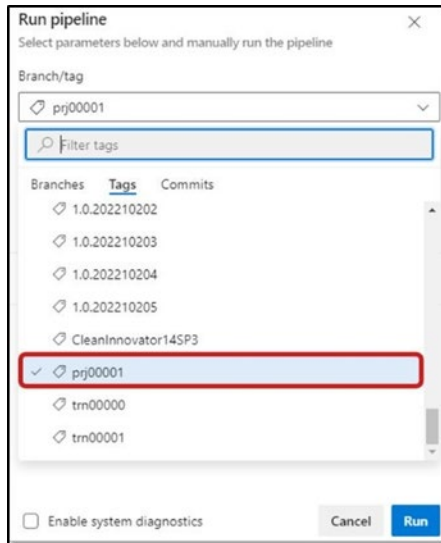 Run pipeline
Select parameters below and manually run the pipeline
Branch/tag
prj00001
Filter tags
Branches Tags Commits
1.0.202210202
1.0.202210203
1.0.202210204
1.0.202210205
CleanInnovator14SP3
prj00001
trn00000
trn00001
Enable system diagnostics Cancel Run